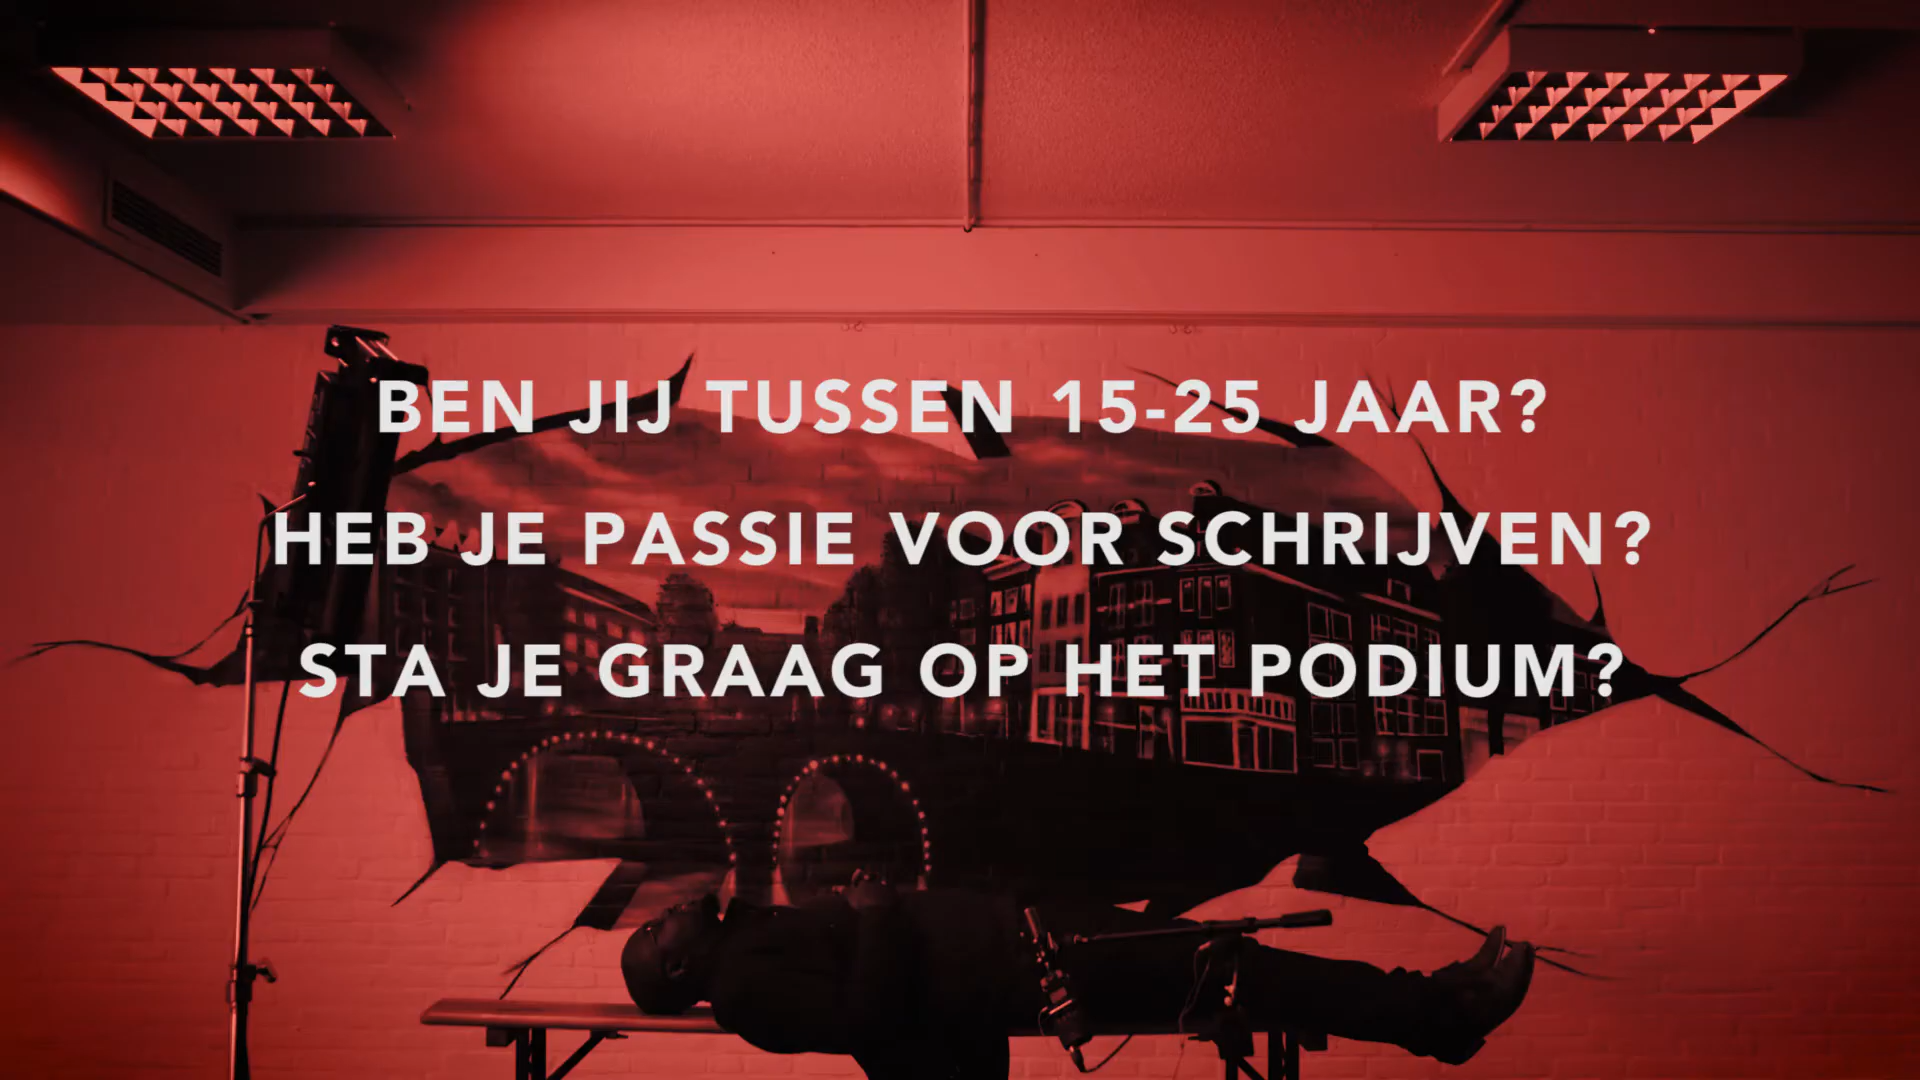 BEN JIJ TUSSEN 15-25 JAAR?
HEB JE PASSIE VOOR SCHRIJVEN?
STA JE GRAAG OP HET PODIUM?